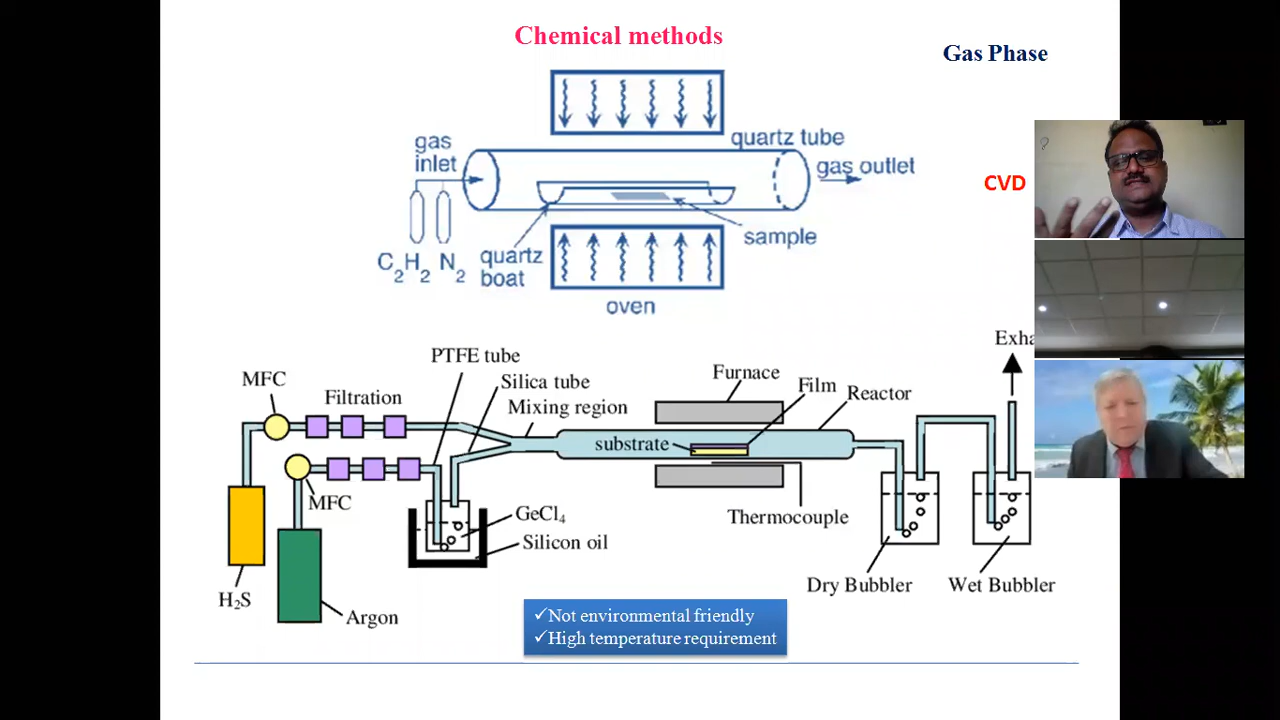 Chemical methods
Gas Phase
gas
inlet
quartz tube
gas outlet
CVD
C₂H₂ N₂
quartz
boat
sample
oven
PTFE tube
MFC
Silica tube
Furnace
Film
Reactor
Exha
Filtration
Mixing region
substrate
MFC
GeCl₄
Silicon oil
Thermocouple
H₂S
Argon
Dry Bubbler
Wet Bubbler
✓Not environmental friendly
✓High temperature requirement